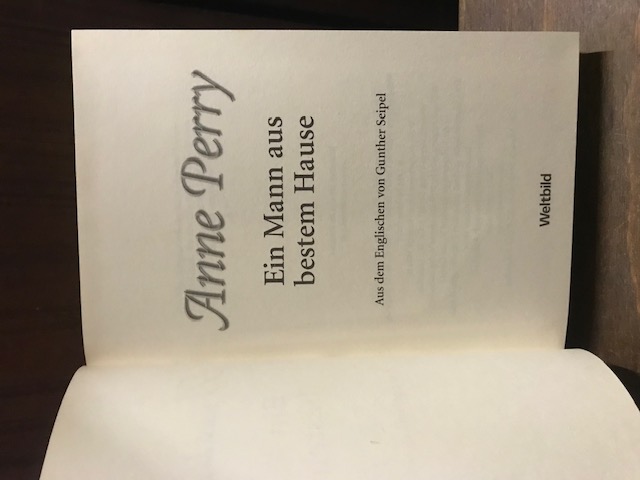 Anne Perry
Ein Mann aus
bestem Hause
Aus dem Englischen von Gunther Seipel
Weltbild